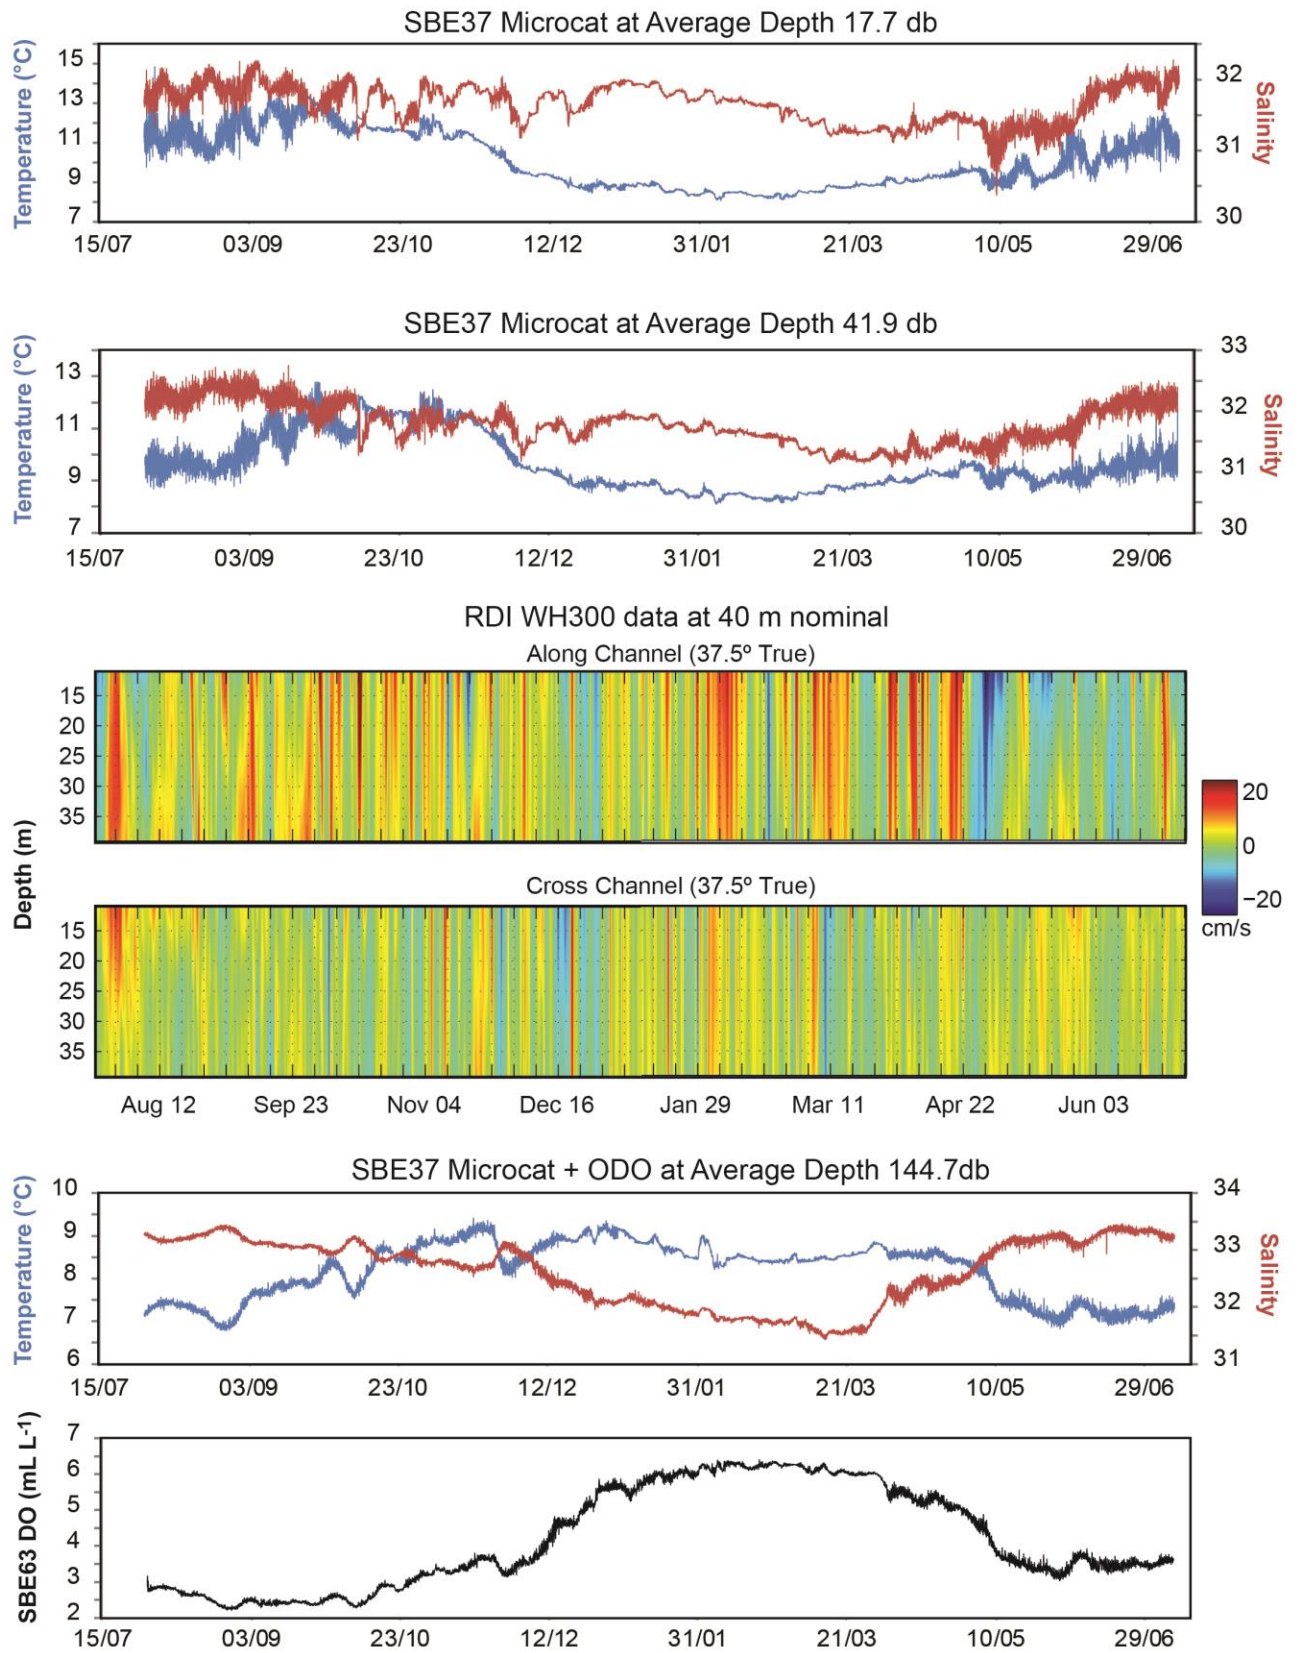 SBE37 Microcat at Average Depth 17.7 db
Temperature (°C)
15
13
11
9
7
32
31
30
Salinity
15/07 03/09 23/10 12/12 31/01 21/03 10/05 29/06
SBE37 Microcat at Average Depth 41.9 db
Temperature (°C)
13
11
9
7
33
32
31
30
Salinity
15/07 03/09 23/10 12/12 31/01 21/03 10/05 29/06
RDI WH300 data at 40 m nominal
Along Channel (37.5º True)
15
20
25
30
35
Depth (m)
20
0
−20
cm/s
Cross Channel (37.5º True)
15
20
25
30
35
Aug 12 Sep 23 Nov 04 Dec 16 Jan 29 Mar 11 Apr 22 Jun 03
SBE37 Microcat + ODO at Average Depth 144.7db
Temperature (°C)
10
9
8
7
6
34
33
32
31
Salinity
15/07 03/09 23/10 12/12 31/01 21/03 10/05 29/06
SBE63 DO (mL L-1)
7
6
5
4
3
2
15/07 03/09 23/10 12/12 31/01 21/03 10/05 29/06